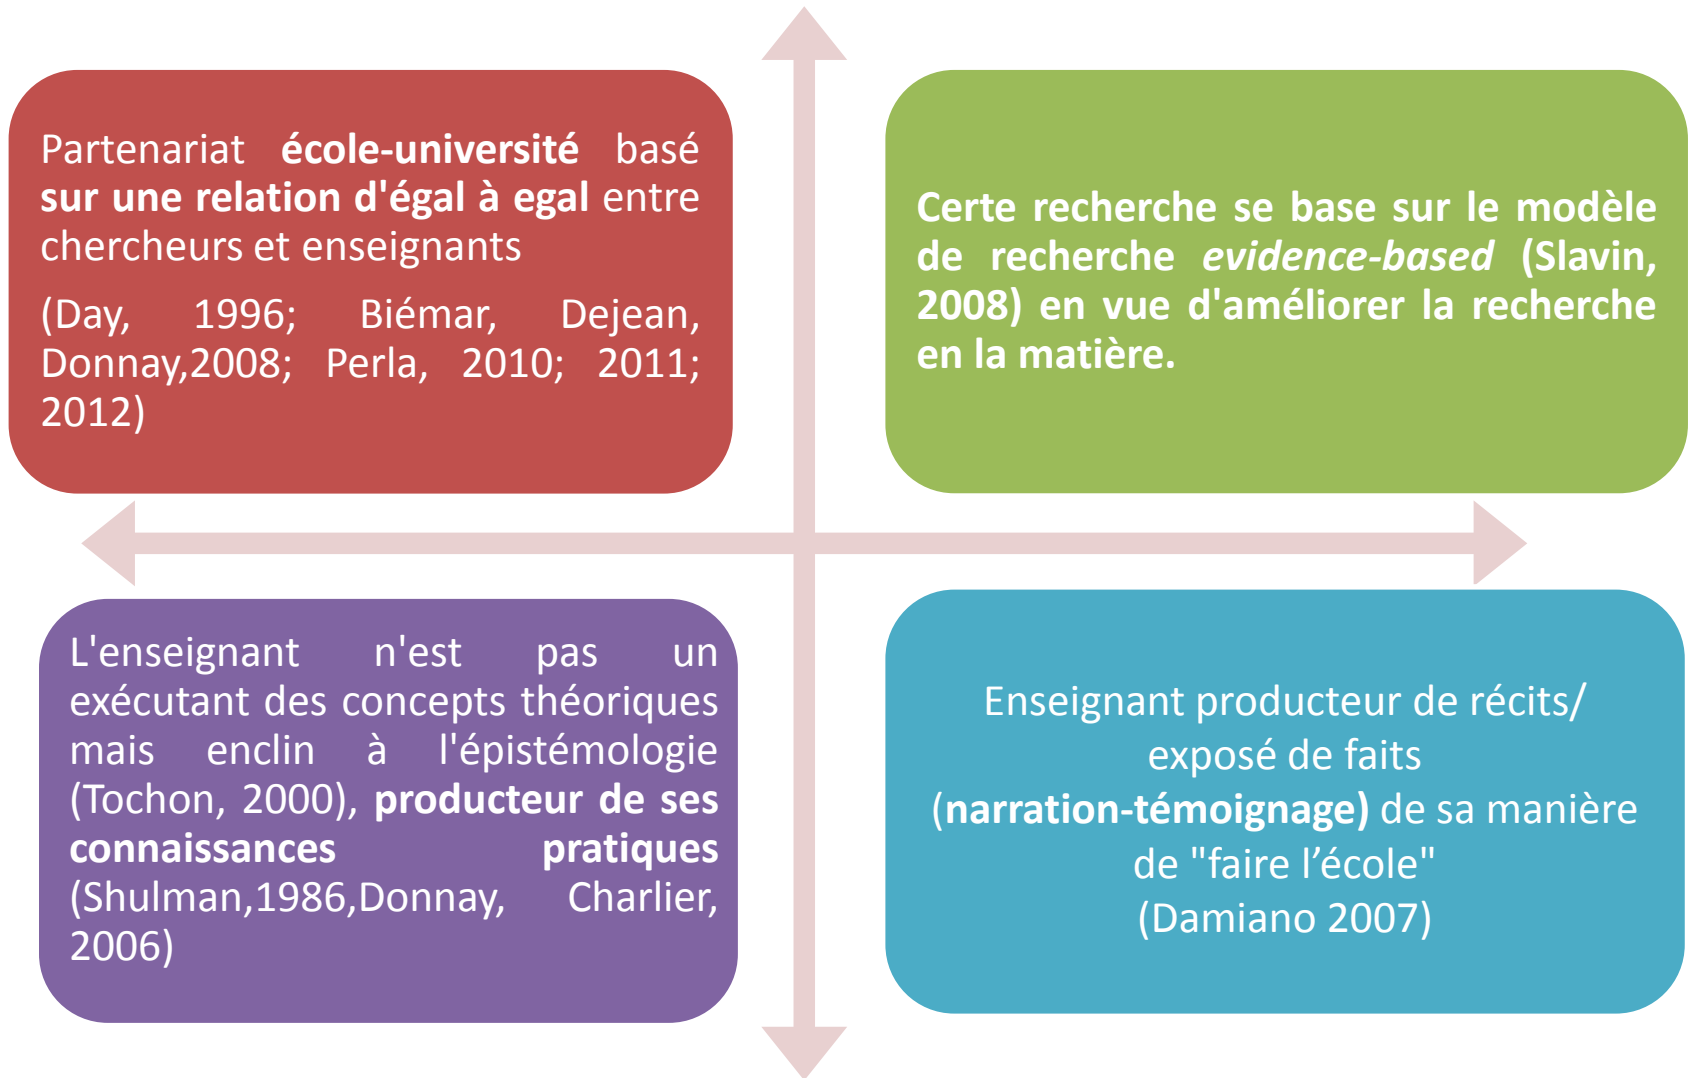 Partenariat école-université basé
sur une relation d'égal à egal entre
chercheurs et enseignants
(Day, 1996; Biémar, Dejean,
Donnay,2008; Perla, 2010; 2011;
2012)
Certe recherche se base sur le modèle
de recherche evidence-based (Slavin,
2008) en vue d'améliorer la recherche
en la matière.
L'enseignant n'est pas un
exécutant des concepts théoriques
mais enclin à l'épistémologie
(Tochon, 2000), producteur de ses
connaissances pratiques
(Shulman,1986,Donnay, Charlier,
2006)
Enseignant producteur de récits/
exposé de faits
(narration-témoignage) de sa manière
de "faire l’école"
(Damiano 2007)